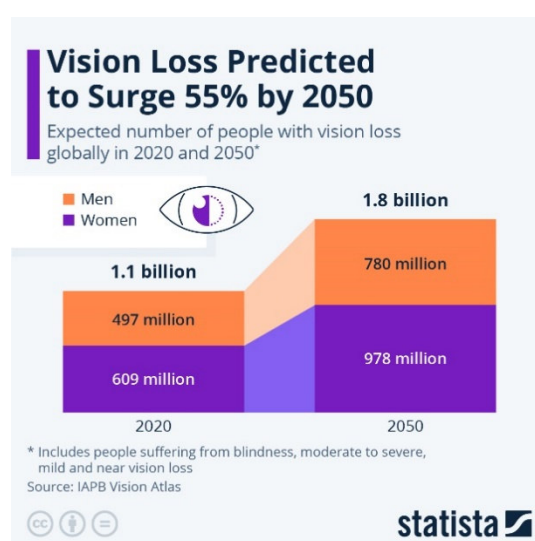 Vision Loss Predicted
to Surge 55% by 2050
Expected number of people with vision loss
globally in 2020 and 2050*
Men
Women
1.1 billion
1.8 billion
497 million
609 million
780 million
978 million
2020
2050
* Includes people suffering from blindness, moderate to severe,
mild and near vision loss
Source: IAPB Vision Atlas
cc
statista